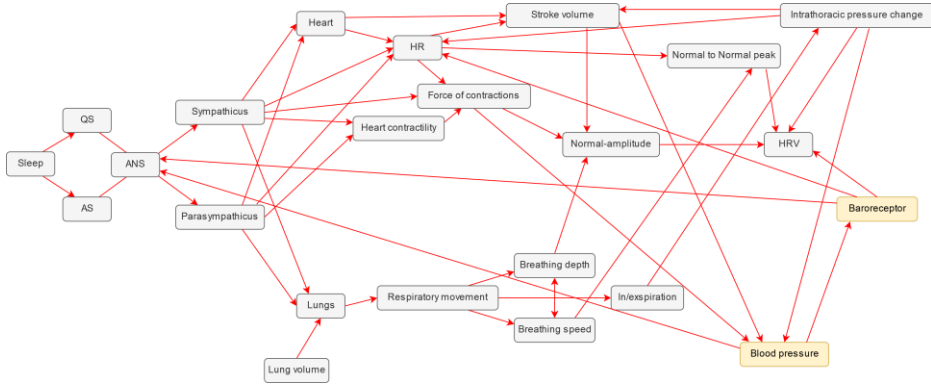 Heart
Stroke volume
Intrathoracic pressure change
HR
Normal to Normal peak
Force of contractions
Sympathicus
QS
Heart contractility
Normal-amplitude
HRV
Sleep
ANS
AS
Parasympathicus
Baroreceptor
Breathing depth
Lungs
Respiratory movement
In/expiration
Breathing speed
Blood pressure
Lung volume